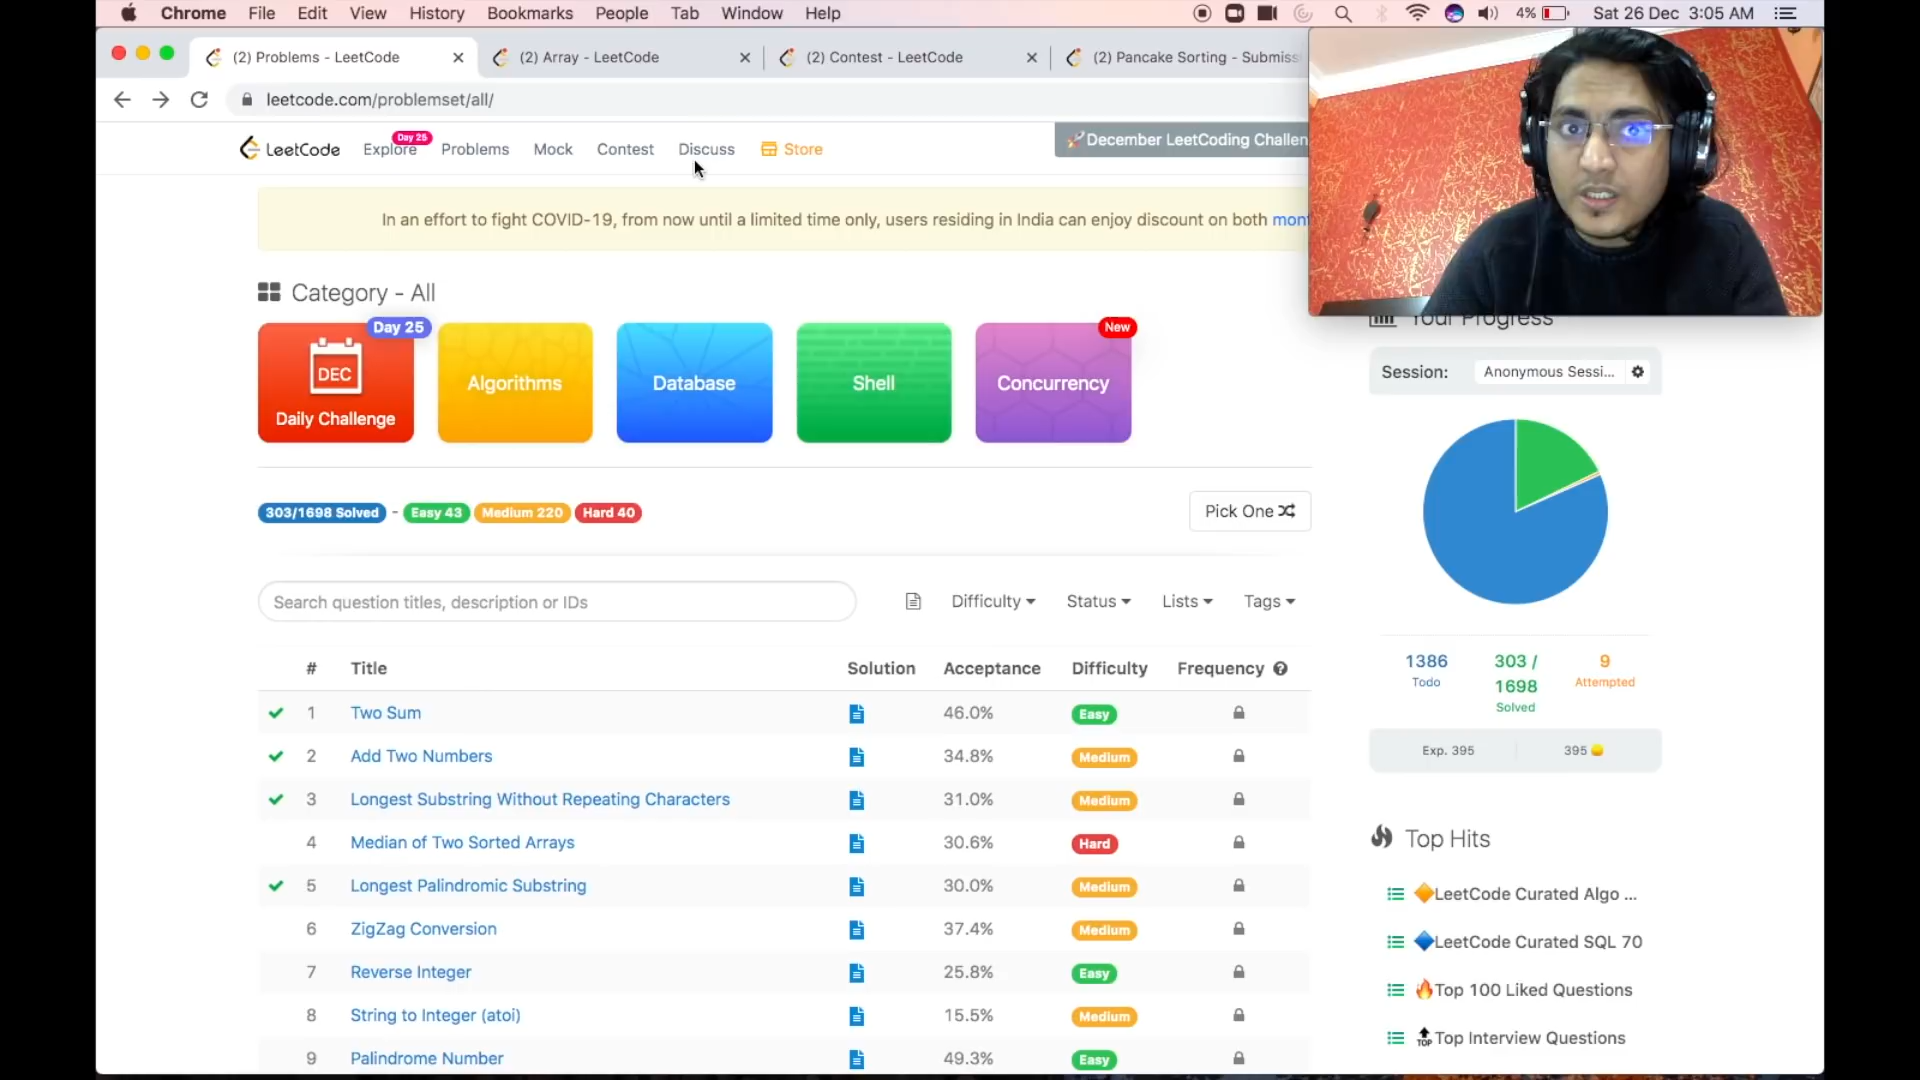 Chrome File Edit View History Bookmarks People Tab Window Help 4% Sat 26 Dec 3:05 AM
(2) Problems - LeetCode (2) Array - LeetCode (2) Contest - LeetCode (2) Pancake Sorting - Submiss
leetcode.com/problemset/all/
LeetCode Explore Day 25 Problems Mock Contest Discuss Store December LeetCoding Challen
In an effort to fight COVID-19, from now until a limited time only, users residing in India can enjoy discount on both mon
Category - All
Day 25
New
DEC
Daily Challenge
Algorithms
Database
Shell
Concurrency
303/1698 Solved - Easy 43 Medium 220 Hard 40
Pick One
Search question titles, description or IDs
Difficulty Status Lists Tags
# Title Solution Acceptance Difficulty Frequency
1 Two Sum 46.0% Easy
2 Add Two Numbers 34.8% Medium
3 Longest Substring Without Repeating Characters 31.0% Medium
4 Median of Two Sorted Arrays 30.6% Hard
5 Longest Palindromic Substring 30.0% Medium
6 ZigZag Conversion 37.4% Medium
7 Reverse Integer 25.8% Easy
8 String to Integer (atoi) 15.5% Medium
9 Palindrome Number 49.3% Easy
Your Progress
Session: Anonymous Sessi...
1386
Todo
303 /
1698
Solved
9
Attempted
Exp. 395 395
Top Hits
LeetCode Curated Algo ...
LeetCode Curated SQL 70
Top 100 Liked Questions
TOP Top Interview Questions